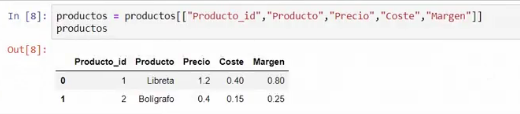 In [8]: productos = productos[["Producto_id","Producto","Precio","Coste","Margen"]]
productos
Out[8]:
Producto_id Producto Precio Coste Margen
0 1 Libreta 1.2 0.40 0.80
1 2 Bolígrafo 0.4 0.15 0.25